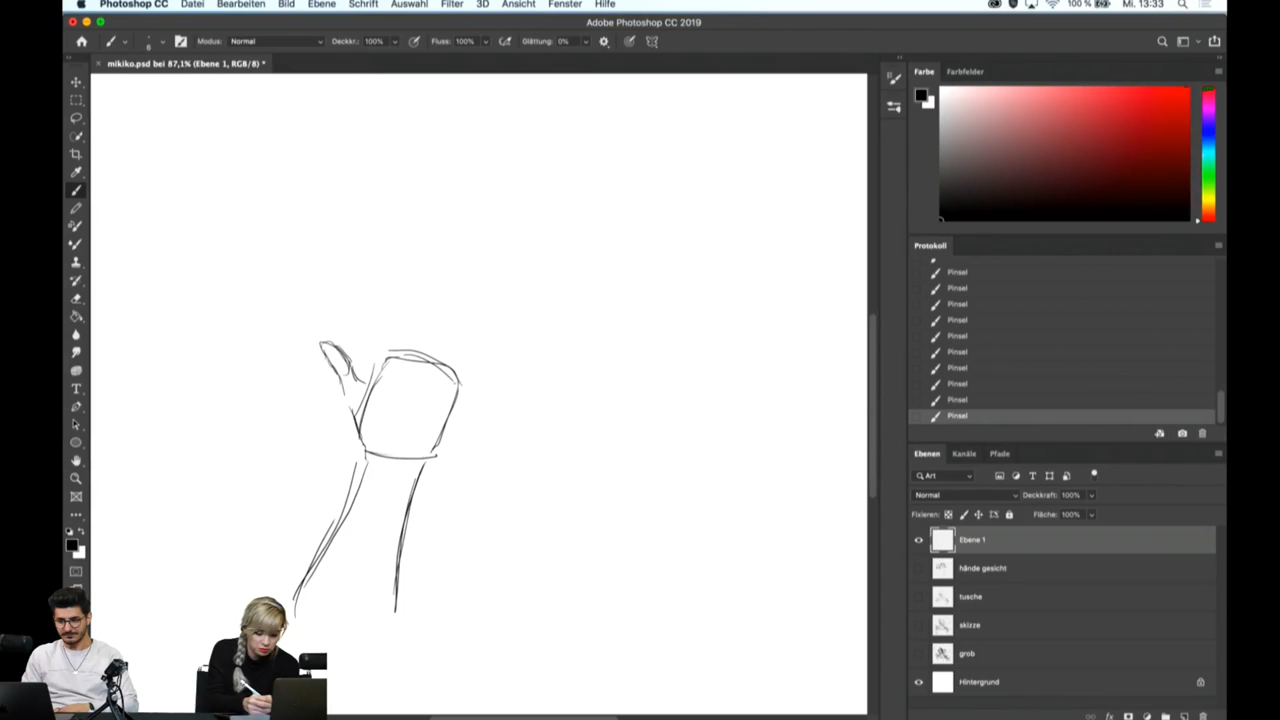 Photoshop CC Datei Bearbeiten Bild Ebene Schrift Auswahl Filter 3D Ansicht Fenster Hilfe 100 % Mi. 13:33
Adobe Photoshop CC 2019
6 Modus: Normal Deckkr.: 100% Fluss: 100% Glättung: 0%
mikiko.psd bei 87,1% (Ebene 1, RGB/8) *
Farbe Farbfelder
Protokoll
Pinsel
Pinsel
Pinsel
Pinsel
Pinsel
Pinsel
Pinsel
Pinsel
Pinsel
Pinsel
Ebenen Kanäle Pfade
Art
Normal Deckkraft: 100%
Fixieren: Fläche: 100%
Ebene 1
hände gesicht
tusche
skizze
grob
Hintergrund
fx